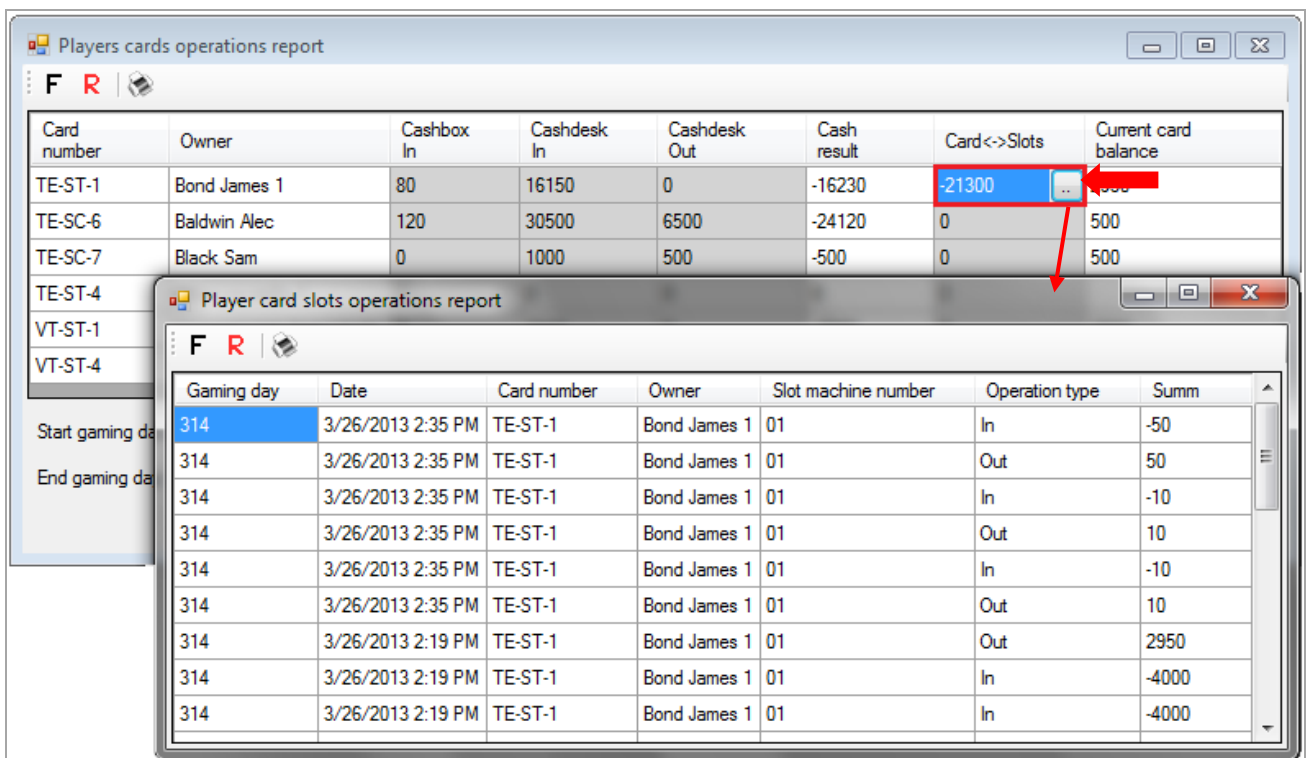 Players cards operations report
F R
Card number Owner Cashbox In Cashdesk In Cashdesk Out Cash result Card<->Slots Current card balance
TE-ST-1 Bond James 1 80 16150 0 -16230 -21300 ..
TE-SC-6 Baldwin Alec 120 30500 6500 -24120 0 500
TE-SC-7 Black Sam 0 1000 500 -500 0 500
TE-ST-4
VT-ST-1
VT-ST-4
Start gaming da
End gaming da
Player card slots operations report
F R
Gaming day Date Card number Owner Slot machine number Operation type Summ
314 3/26/2013 2:35 PM TE-ST-1 Bond James 1 01 In -50
314 3/26/2013 2:35 PM TE-ST-1 Bond James 1 01 Out 50
314 3/26/2013 2:35 PM TE-ST-1 Bond James 1 01 In -10
314 3/26/2013 2:35 PM TE-ST-1 Bond James 1 01 Out 10
314 3/26/2013 2:35 PM TE-ST-1 Bond James 1 01 In -10
314 3/26/2013 2:35 PM TE-ST-1 Bond James 1 01 Out 10
314 3/26/2013 2:19 PM TE-ST-1 Bond James 1 01 Out 2950
314 3/26/2013 2:19 PM TE-ST-1 Bond James 1 01 In -4000
314 3/26/2013 2:19 PM TE-ST-1 Bond James 1 01 In -4000